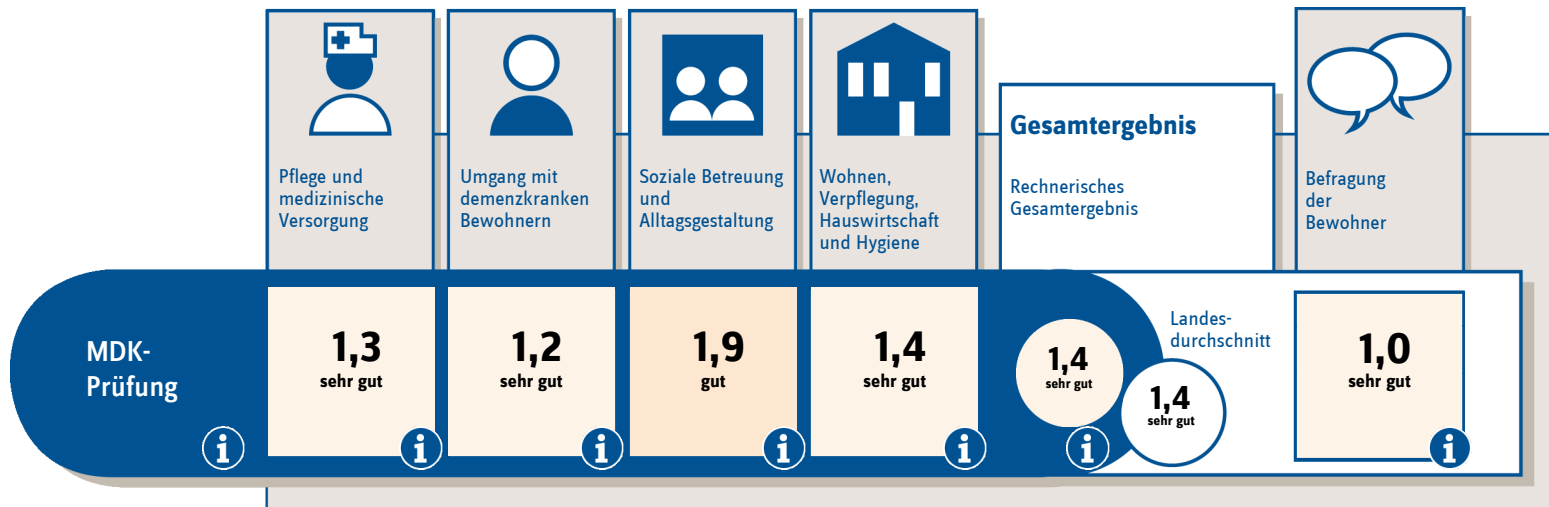 Pflege und
medizinische
Versorgung
Umgang mit
demenzkranken
Bewohnern
Soziale Betreuung
und
Alltagsgestaltung
Wohnen,
Verpflegung,
Hauswirtschaft
und Hygiene
Gesamtergebnis
Rechnerisches
Gesamtergebnis
Befragung
der
Bewohner
MDK-
Prüfung
i
1,3
sehr gut
i
1,2
sehr gut
i
1,9
gut
i
1,4
sehr gut
i
1,4
sehr gut
i
Landes-
durchschnitt
1,4
sehr gut
1,0
sehr gut
i